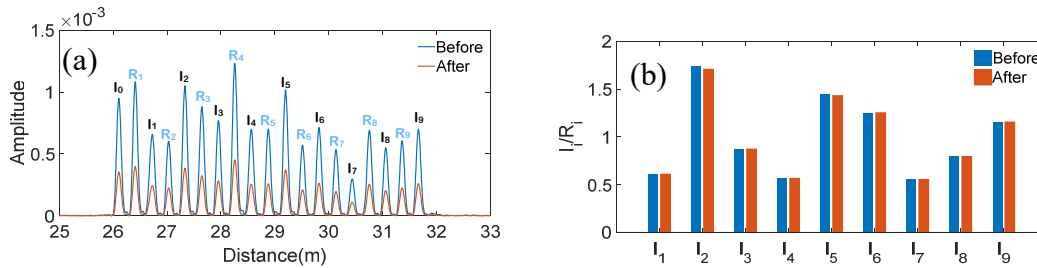 ×10⁻³
1.5
1
0.5
0
Amplitude
(a)
I₀
R₁
I₁
R₂
I₂
R₃
I₃
R₄
I₄
R₅
I₅
R₆
I₆
R₇
I₇
R₈
I₈
R₉
I₉
Before
After
25 26 27 28 29 30 31 32 33
Distance(m)
2
1.5
1
0.5
0
Iᵢ/Rᵢ
(b)
Before
After
I₁ I₂ I₃ I₄ I₅ I₆ I₇ I₈ I₉